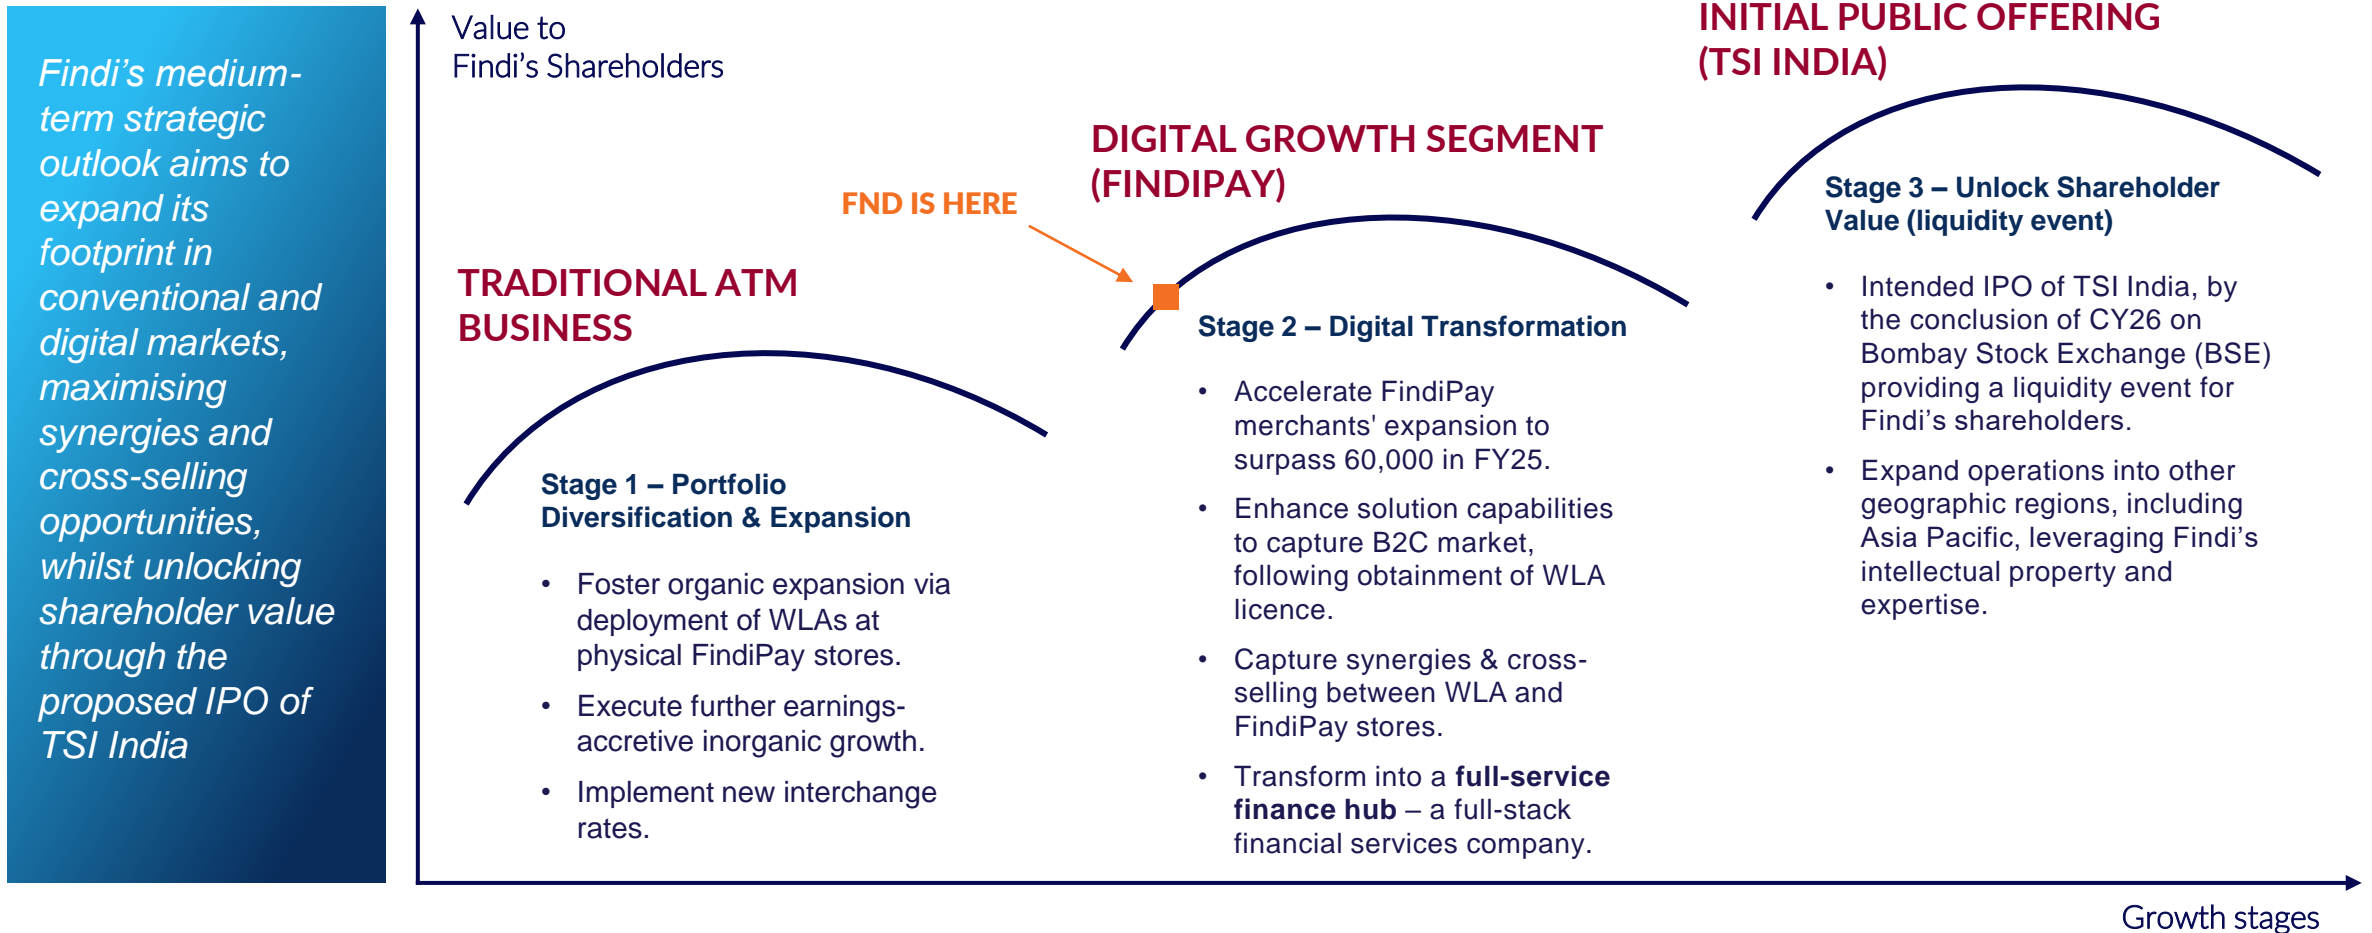 Findi’s medium-
term strategic
outlook aims to
expand its
footprint in
conventional and
digital markets,
maximising
synergies and
cross-selling
opportunities,
whilst unlocking
shareholder value
through the
proposed IPO of
TSI India
Value to
Findi’s Shareholders
TRADITIONAL ATM
BUSINESS
Stage 1 – Portfolio
Diversification & Expansion
• Foster organic expansion via
deployment of WLAs at
physical FindiPay stores.
• Execute further earnings-
accretive inorganic growth.
• Implement new interchange
rates.
FND IS HERE
DIGITAL GROWTH SEGMENT
(FINDIPAY)
Stage 2 – Digital Transformation
• Accelerate FindiPay
merchants' expansion to
surpass 60,000 in FY25.
• Enhance solution capabilities
to capture B2C market,
following obtainment of WLA
licence.
• Capture synergies & cross-
selling between WLA and
FindiPay stores.
• Transform into a full-service
finance hub – a full-stack
financial services company.
INITIAL PUBLIC OFFERING
(TSI INDIA)
Stage 3 – Unlock Shareholder
Value (liquidity event)
• Intended IPO of TSI India, by
the conclusion of CY26 on
Bombay Stock Exchange (BSE)
providing a liquidity event for
Findi’s shareholders.
• Expand operations into other
geographic regions, including
Asia Pacific, leveraging Findi’s
intellectual property and
expertise.
Growth stages